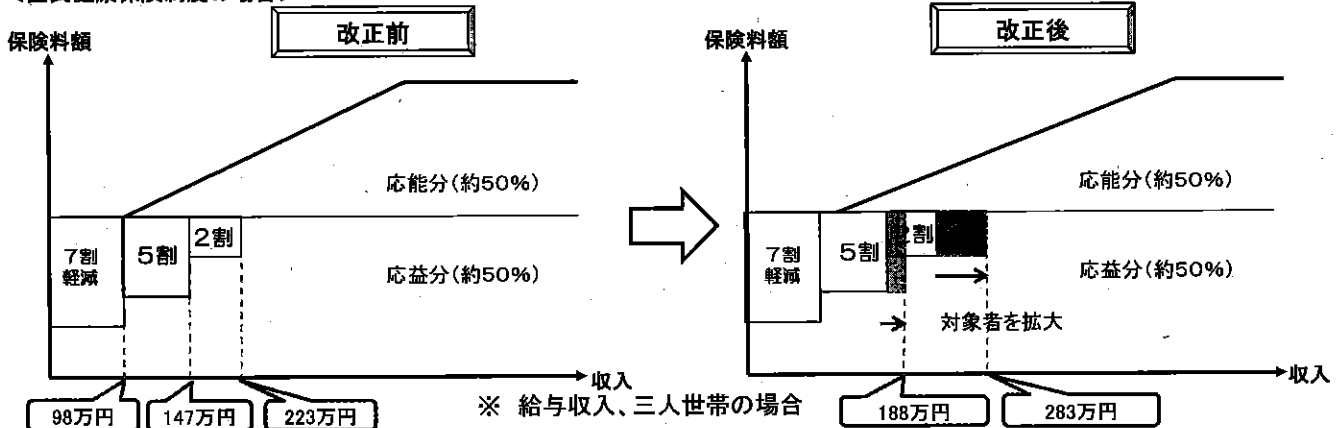 改正前
保険料額
応能分(約50%)
7割
軽減
5割
2割
応益分(約50%)
収入
98万円
147万円
223万円
※ 給与収入、三人世帯の場合
改正後
保険料額
応能分(約50%)
7割
軽減
5割
割
応益分(約50%)
対象者を拡大
収入
188万円
283万円